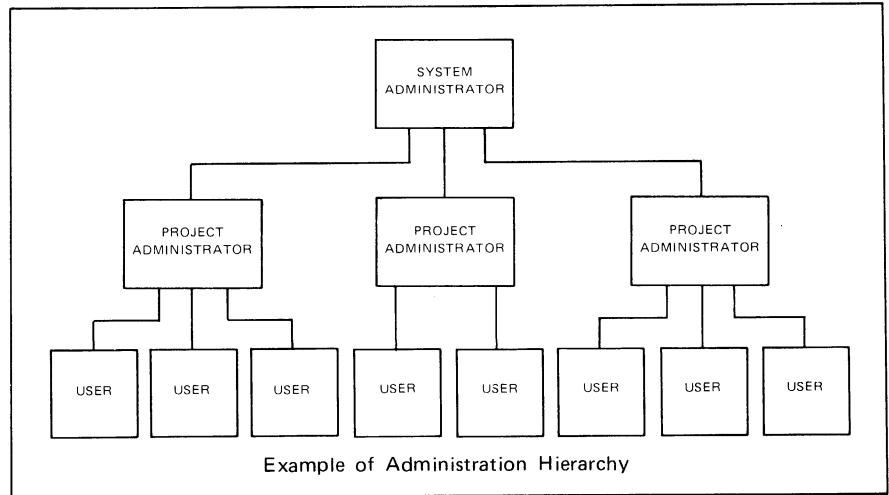 SYSTEM
ADMINISTRATOR
PROJECT
ADMINISTRATOR
PROJECT
ADMINISTRATOR
PROJECT
ADMINISTRATOR
USER
USER
USER
USER
USER
USER
USER
USER
Example of Administration Hierarchy